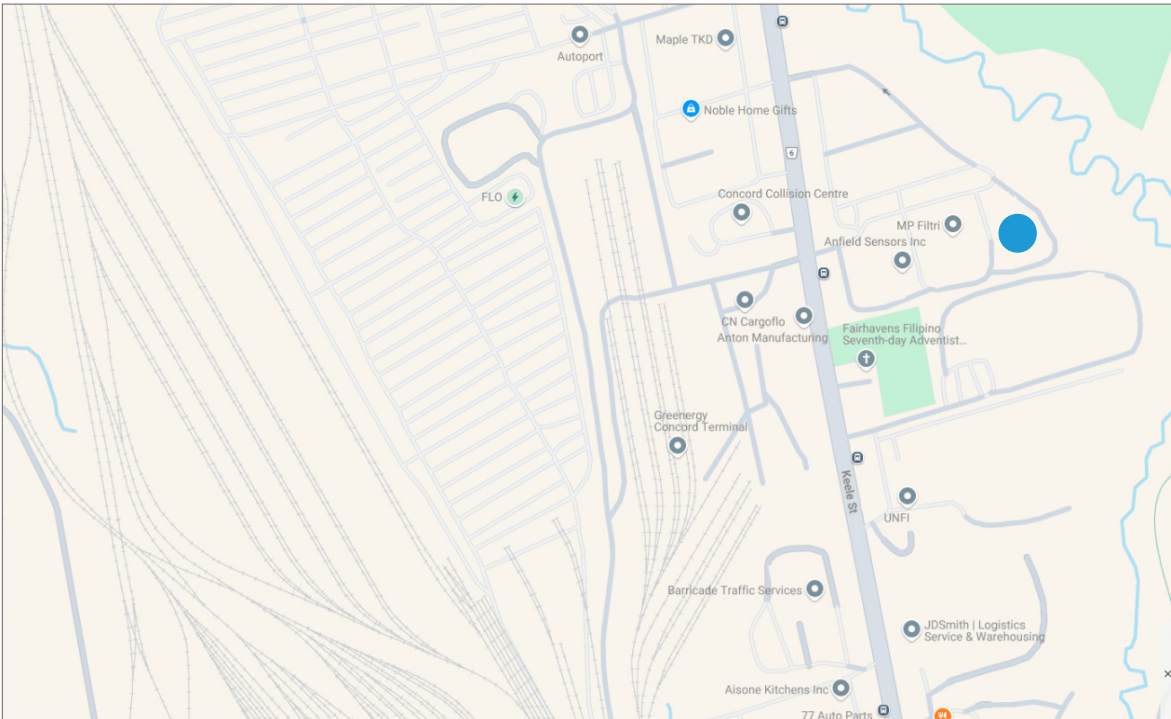 Autoport
Maple TKD
Noble Home Gifts
6
FLO
Concord Collision Centre
MP Filtri
Anfield Sensors Inc
CN Cargoflo
Anton Manufacturing
Fairhavens Filipino
Seventh-day Adventist...
Greenergy
Concord Terminal
Keele St
UNFI
Barricade Traffic Services
JDSmith | Logistics
Service & Warehousing
Aisone Kitchens Inc
77 Auto Parts